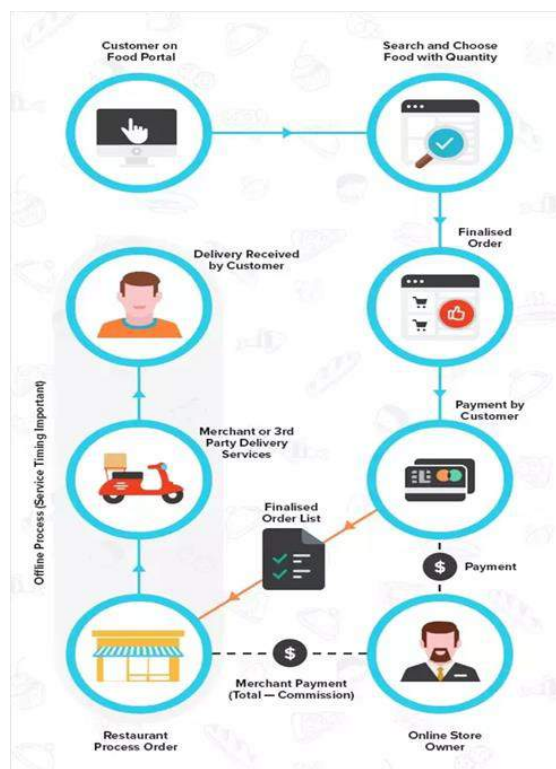 Customer on
Food Portal
Search and Choose
Food with Quantity
Finalised
Order
Delivery Received
by Customer
Payment by
Customer
Merchant or 3rd
Party Delivery
Services
Offline Process (Service Timing Important)
Finalised
Order List
$
Payment
$
Merchant Payment
(Total — Commission)
Restaurant
Process Order
Online Store
Owner